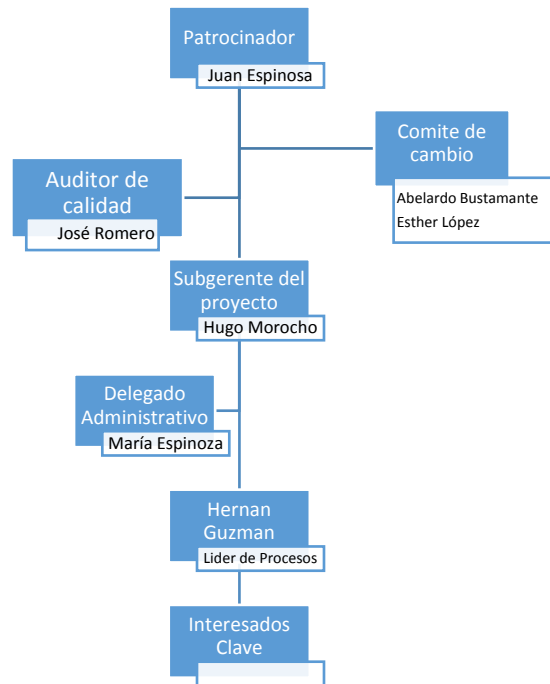 Patrocinador
Juan Espinosa
Comite de
cambio
Abelardo Bustamante
Esther López
Auditor de
calidad
José Romero
Subgerente del
proyecto
Hugo Morocho
Delegado
Administrativo
María Espinoza
Hernan
Guzman
Lider de Procesos
Interesados
Clave